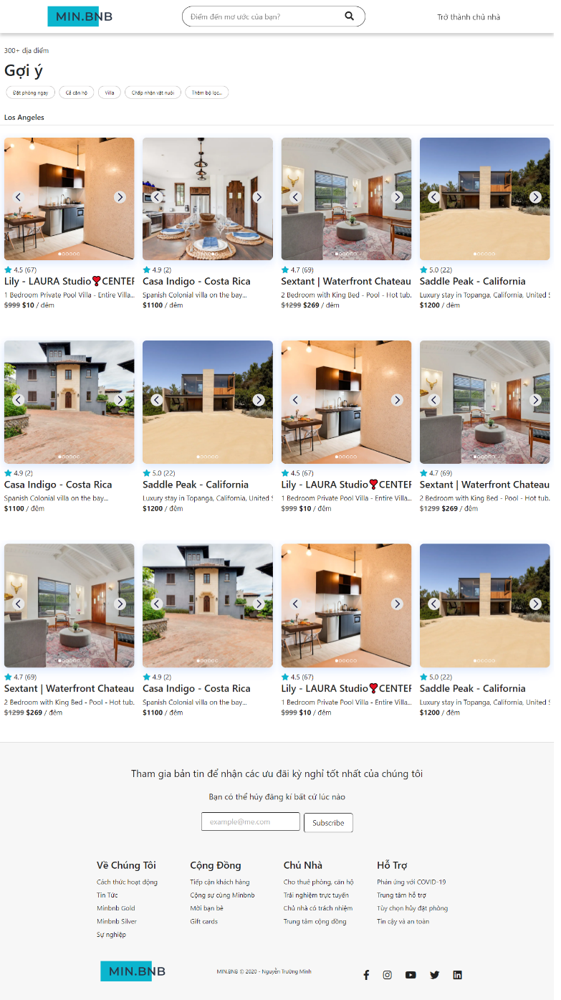 MIN.BNB
Điểm đến mơ ước của bạn?
Trở thành chủ nhà
300+ địa điểm
Gợi ý
Đặt phòng ngay
Cả căn hộ
Villa
Chấp nhận vật nuôi
Thêm bộ lọc...
Los Angeles
4.5 (67)
Lily - LAURA Studio❣CENTER
1 Bedroom Private Pool Villa - Entire Villa...
$999 $10 / đêm
4.9 (2)
Casa Indigo - Costa Rica
Spanish Colonial villa on the bay...
$1100 / đêm
4.7 (69)
Sextant | Waterfront Chateau
2 Bedroom with King Bed - Pool - Hot tub.
$1299 $269 / đêm
5.0 (22)
Saddle Peak - California
Luxury stay in Topanga, California, United S
$1200 / đêm
4.9 (2)
Casa Indigo - Costa Rica
Spanish Colonial villa on the bay...
$1100 / đêm
5.0 (22)
Saddle Peak - California
Luxury stay in Topanga, California, United S
$1200 / đêm
4.5 (67)
Lily - LAURA Studio❣CENTER
1 Bedroom Private Pool Villa - Entire Villa...
$999 $10 / đêm
4.7 (69)
Sextant | Waterfront Chateau
2 Bedroom with King Bed - Pool - Hot tub.
$1299 $269 / đêm
4.7 (69)
Sextant | Waterfront Chateau
2 Bedroom with King Bed - Pool - Hot tub.
$1299 $269 / đêm
4.9 (2)
Casa Indigo - Costa Rica
Spanish Colonial villa on the bay...
$1100 / đêm
4.5 (67)
Lily - LAURA Studio❣CENTER
1 Bedroom Private Pool Villa - Entire Villa...
$999 $10 / đêm
5.0 (22)
Saddle Peak - California
Luxury stay in Topanga, California, United S
$1200 / đêm
Tham gia bản tin để nhận các ưu đãi kỳ nghỉ tốt nhất của chúng tôi
Bạn có thể hủy đăng kí bất cứ lúc nào
example@me.com
Subscribe
Về Chúng Tôi
Cách thức hoạt động
Tin Tức
Minbnb Gold
Minbnb Silver
Sự nghiệp
Cộng Đồng
Tiếp cận khách hàng
Cộng sự cùng Minbnb
Mời bạn bè
Gift cards
Chủ Nhà
Cho thuê phòng, căn hộ
Trải nghiệm trực tuyến
Chủ nhà có trách nhiệm
Trung tâm cộng đồng
Hỗ Trợ
Phản ứng với COVID-19
Trung tâm hỗ trợ
Tùy chọn hủy đặt phòng
Tin cậy và an toàn
MIN.BNB
MIN.BNB © 2020 - Nguyễn Trường Minh